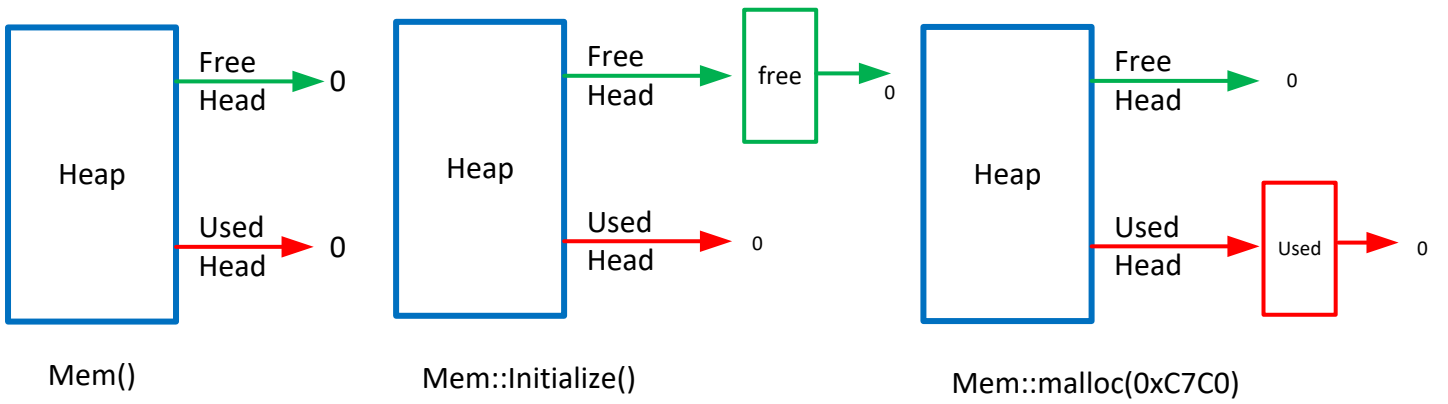 Heap
Free
Head
0
Used
Head
0
Mem()
Heap
Free
Head
free
0
Used
Head
0
Mem::Initialize()
Heap
Free
Head
0
Used
Head
Used
0
Mem::malloc(0xC7C0)